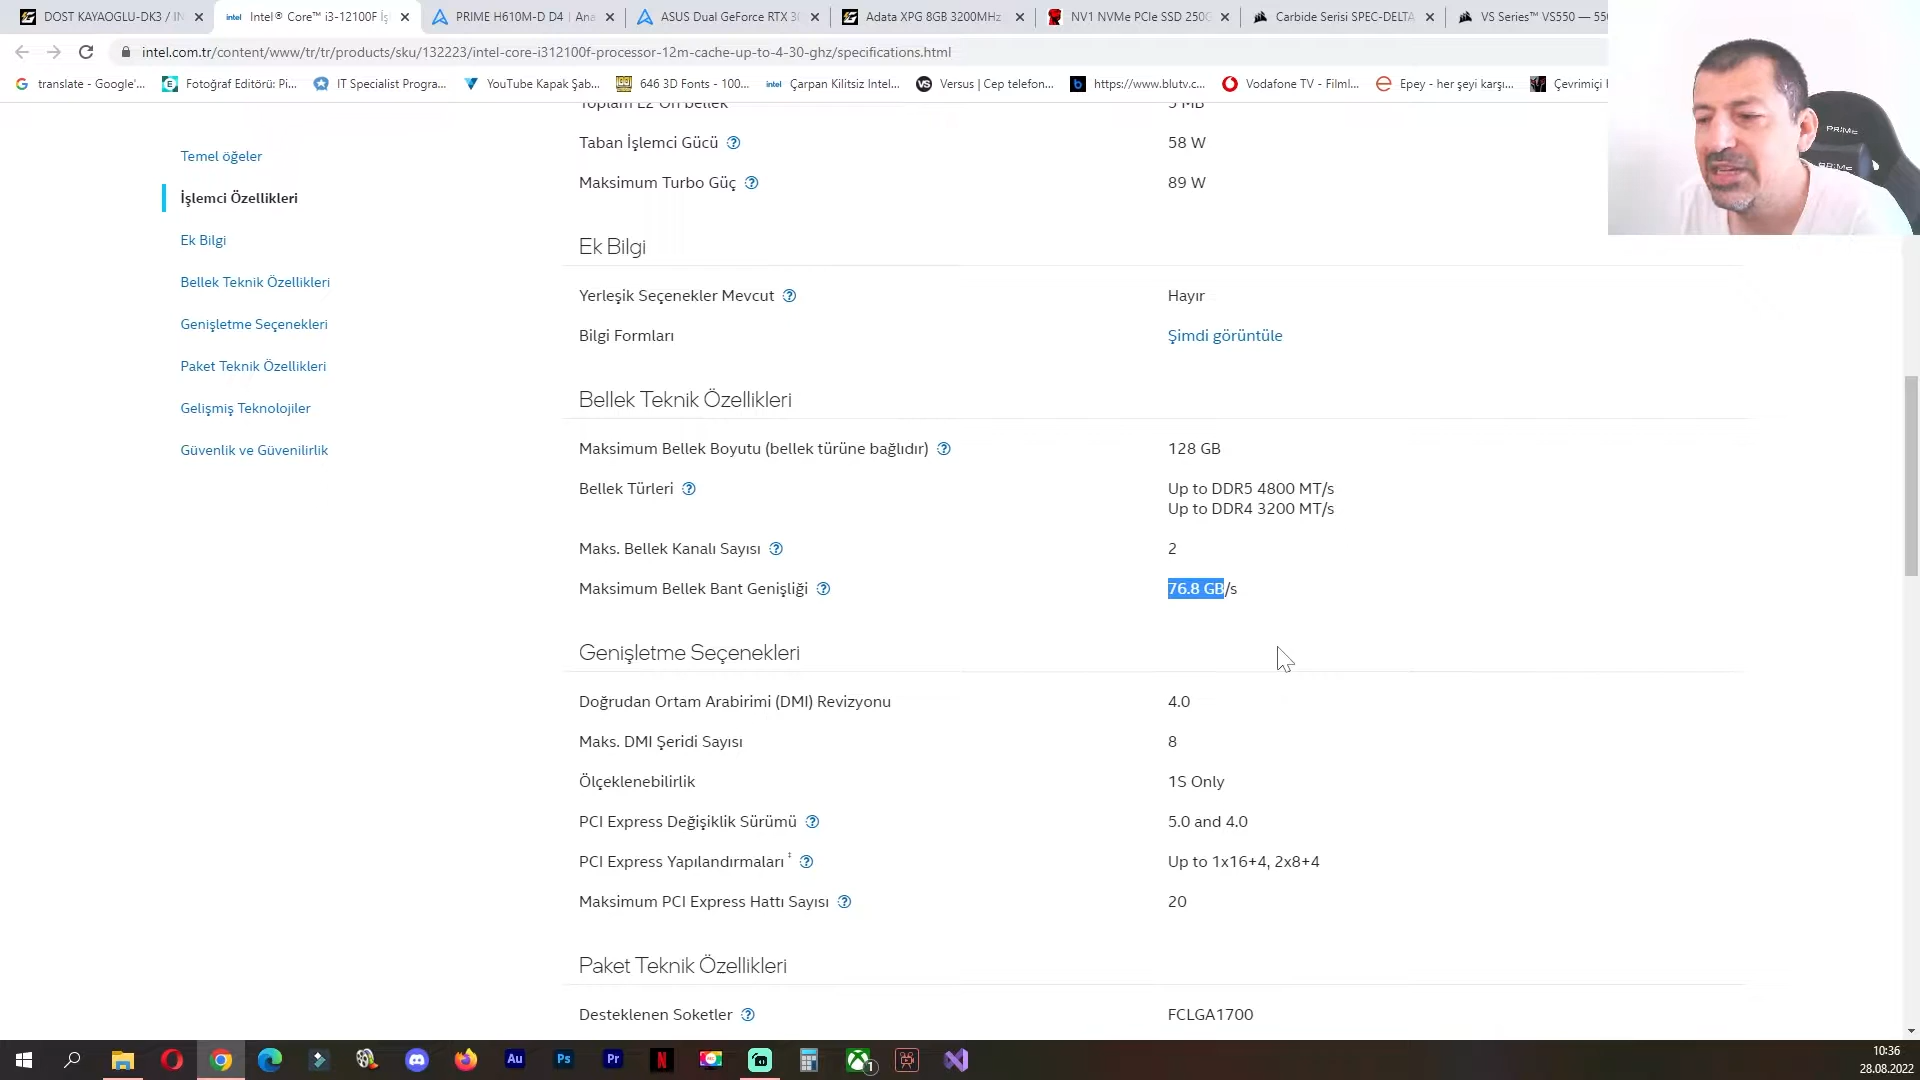 DOST KAYAOGLU-DK3 / IN
Intel® Core™ i3-12100F İş
PRIME H610M-D D4 | Ana
ASUS Dual GeForce RTX 30
Adata XPG 8GB 3200MHz
NV1 NVMe PCIe SSD 250G
Carbide Serisi SPEC-DELTA
VS Series™ VS550 — 550
intel.com.tr/content/www/tr/tr/products/sku/132223/intel-core-i312100f-processor-12m-cache-up-to-4-30-ghz/specifications.html
translate - Google'...
Fotoğraf Editörü: Pi...
IT Specialist Progra...
YouTube Kapak Şab...
646 3D Fonts - 100...
Çarpan Kilitsiz Intel...
Versus | Cep telefon...
https://www.blutv.c...
Vodafone TV - Filml...
Epey - her şeyi karşı...
Çevrimiçi
PRIME
PRIME
Temel öğeler
İşlemci Özellikleri
Ek Bilgi
Bellek Teknik Özellikleri
Genişletme Seçenekleri
Paket Teknik Özellikleri
Gelişmiş Teknolojiler
Güvenlik ve Güvenilirlik
Toplam L2 Ön bellek 5 MB
Taban İşlemci Gücü 58 W
Maksimum Turbo Güç 89 W
Ek Bilgi
Yerleşik Seçenekler Mevcut Hayır
Bilgi Formları Şimdi görüntüle
Bellek Teknik Özellikleri
Maksimum Bellek Boyutu (bellek türüne bağlıdır) 128 GB
Bellek Türleri Up to DDR5 4800 MT/s
Up to DDR4 3200 MT/s
Maks. Bellek Kanalı Sayısı 2
Maksimum Bellek Bant Genişliği 76.8 GB/s
Genişletme Seçenekleri
Doğrudan Ortam Arabirimi (DMI) Revizyonu 4.0
Maks. DMI Şeridi Sayısı 8
Ölçeklenebilirlik 1S Only
PCI Express Değişiklik Sürümü 5.0 and 4.0
PCI Express Yapılandırmaları ‡ Up to 1x16+4, 2x8+4
Maksimum PCI Express Hattı Sayısı 20
Paket Teknik Özellikleri
Desteklenen Soketler FCLGA1700
10:36
28.08.2022